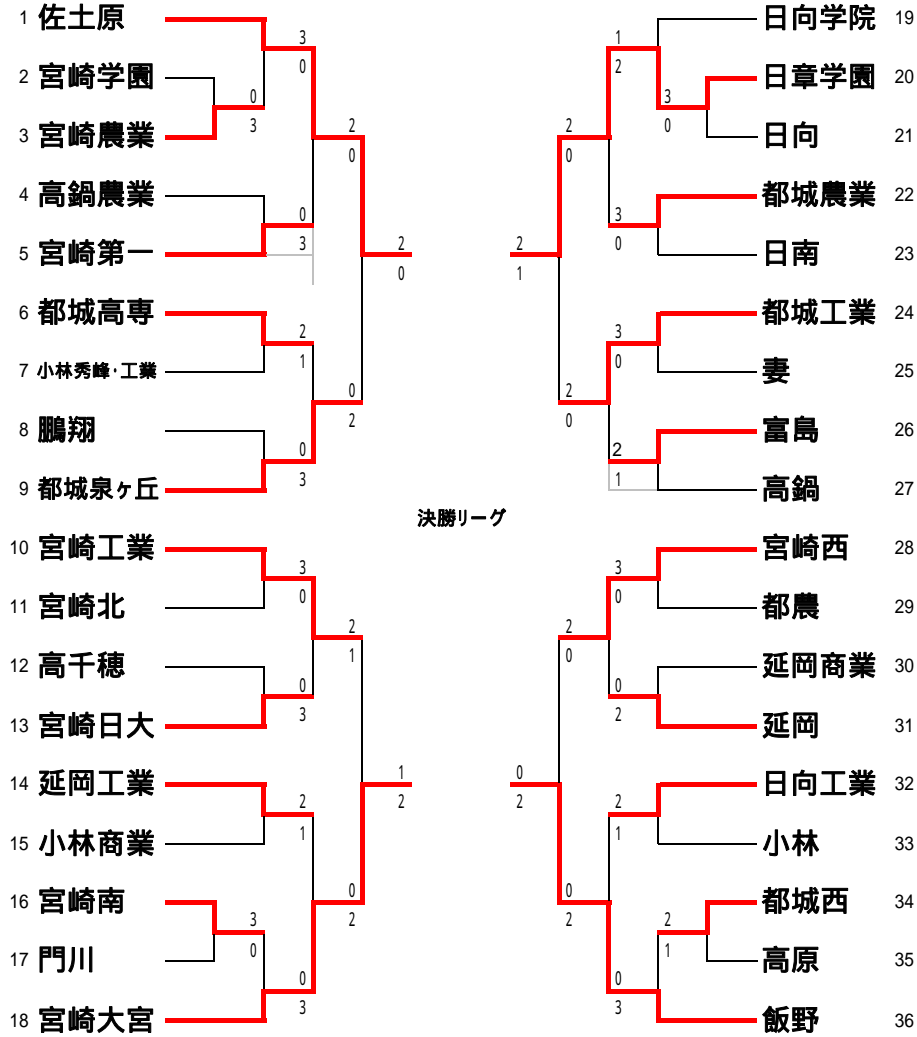 1 佐土原
2 宮崎学園
3 宮崎農業
4 高鍋農業
5 宮崎第一
6 都城高専
7 小林秀峰・工業
8 鵬翔
9 都城泉ヶ丘
10 宮崎工業
11 宮崎北
12 高千穂
13 宮崎日大
14 延岡工業
15 小林商業
16 宮崎南
17 門川
18 宮崎大宮
0
3
3
0
0
3
2
1
0
3
3
0
0
3
2
1
3
0
0
3
2
0
0
2
2
1
0
2
2
0
1
2
決勝リーグ
2
1
0
2
2
0
2
0
2
0
0
2
1
2
3
0
3
0
3
0
2
1
3
0
0
2
2
1
2
1
0
3
日向学院 19
日章学園 20
日向 21
都城農業 22
日南 23
都城工業 24
妻 25
富島 26
高鍋 27
宮崎西 28
都農 29
延岡商業 30
延岡 31
日向工業 32
小林 33
都城西 34
高原 35
飯野 36